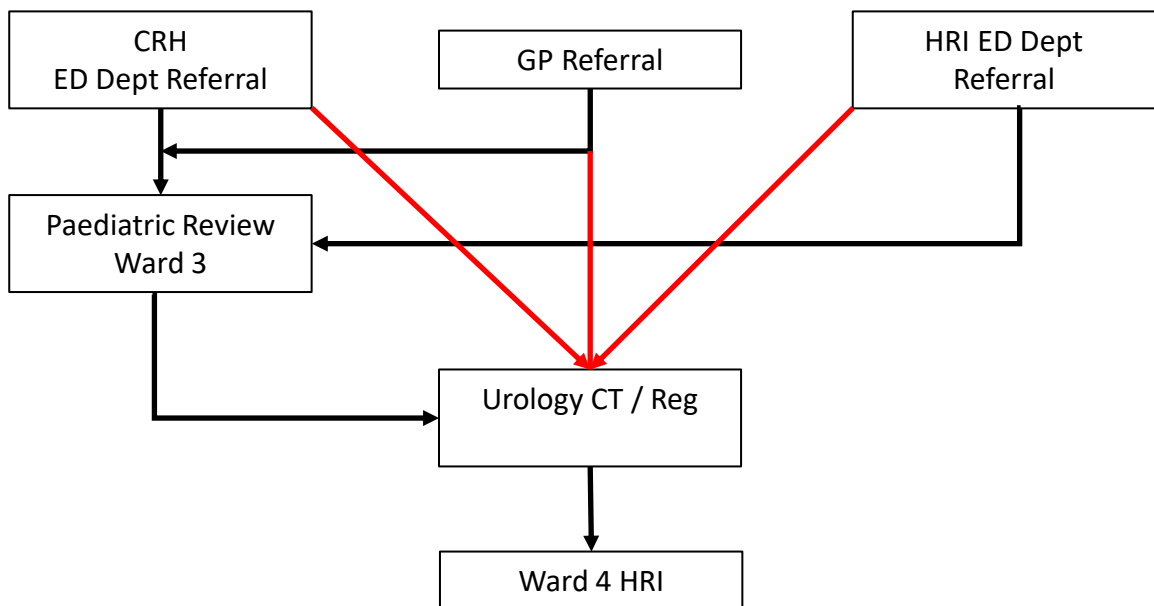 CRH
ED Dept Referral
GP Referral
HRI ED Dept
Referral
Paediatric Review
Ward 3
Urology CT / Reg
Ward 4 HRI